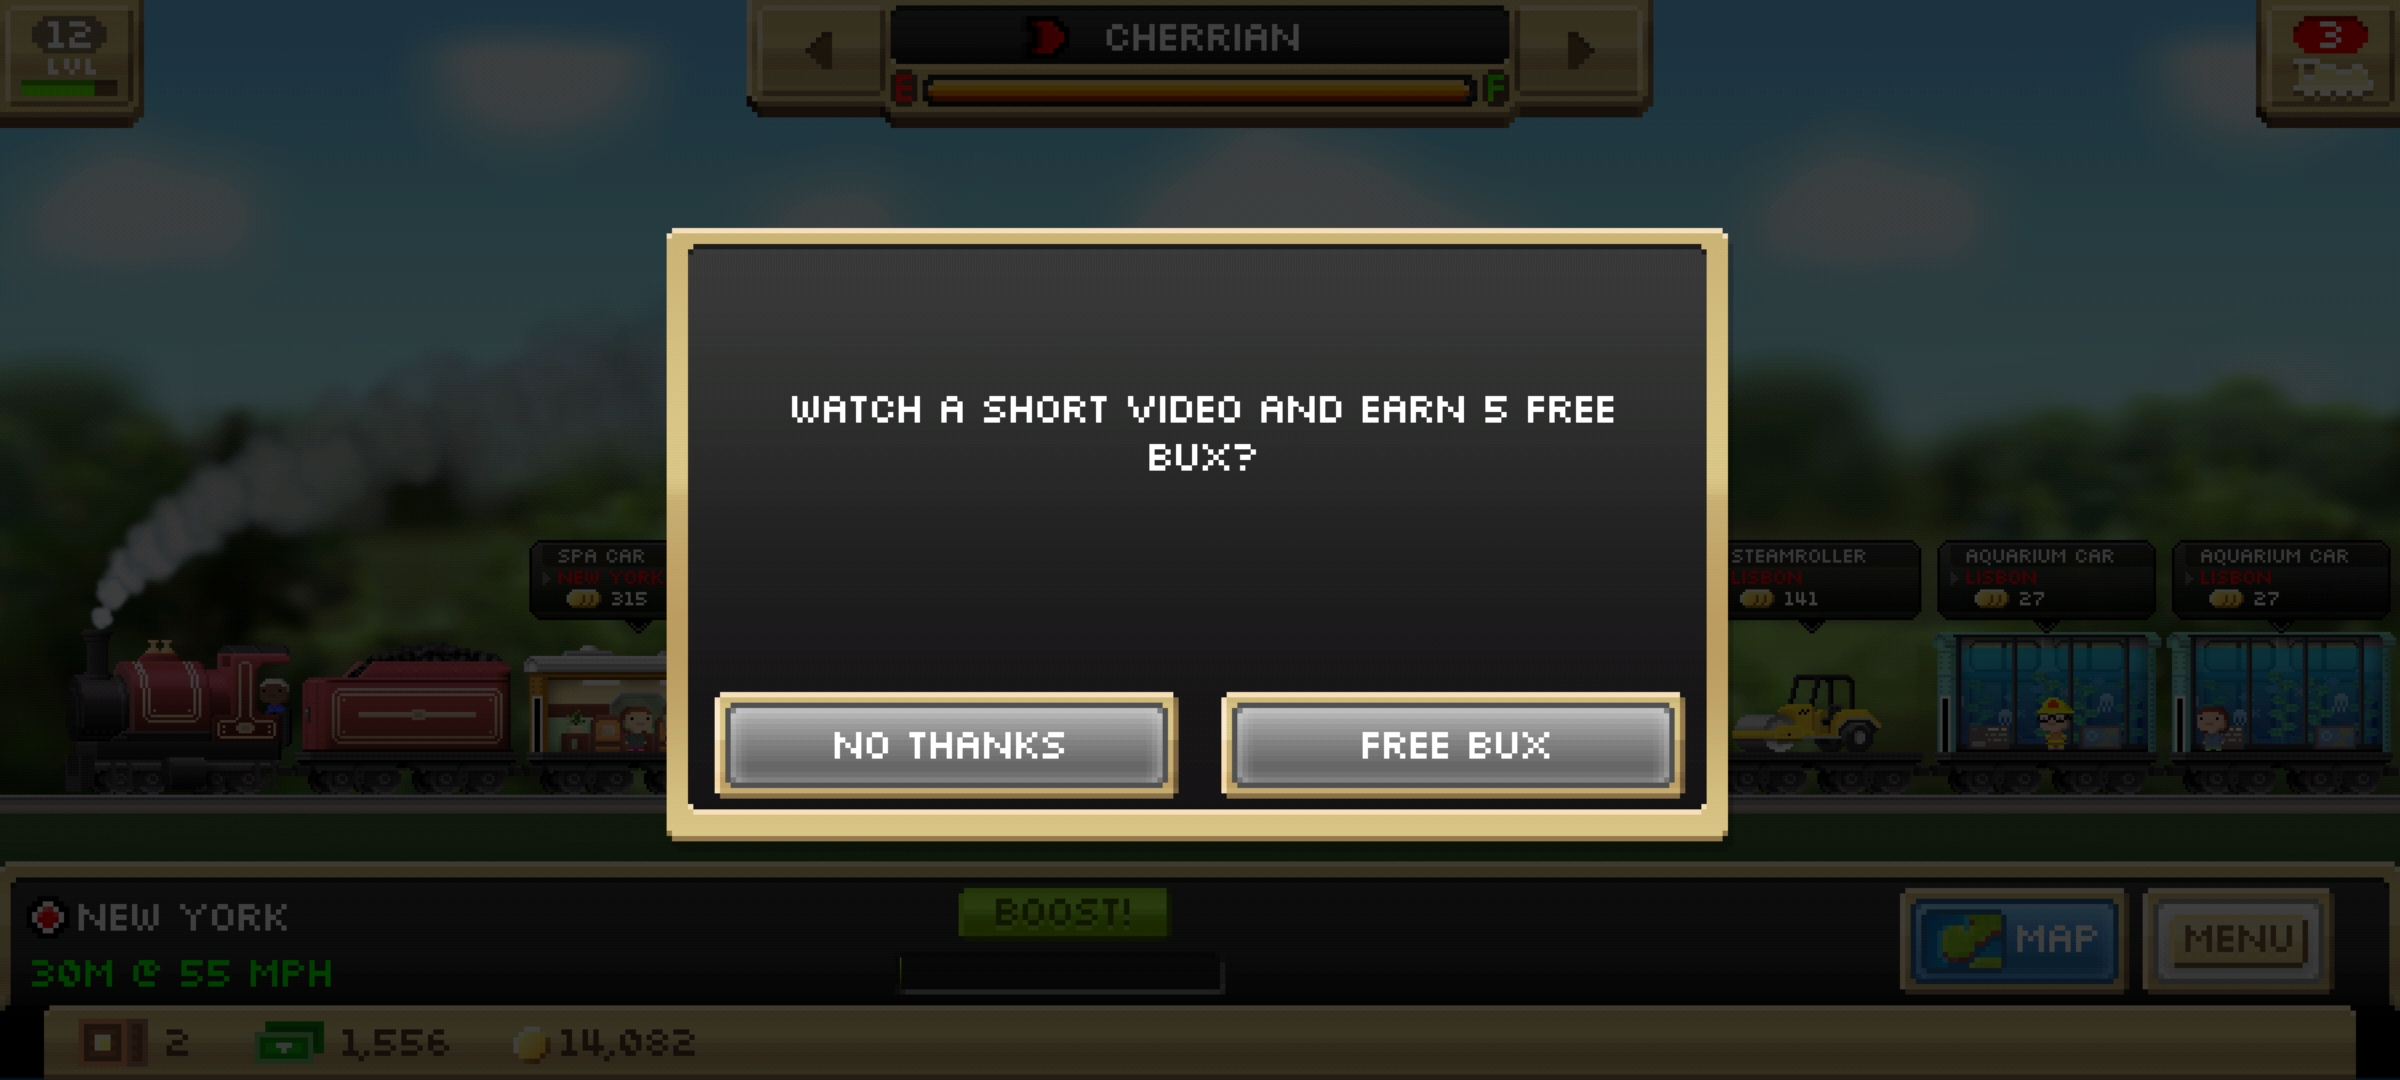 12
LVL
CHERRIAN
E F
3
WATCH A SHORT VIDEO AND EARN 5 FREE
BUX?
NO THANKS
FREE BUX
SPA CAR
NEW YORK
315
STEAMROLLER
LISBON
141
AQUARIUM CAR
LISBON
27
AQUARIUM CAR
LISBON
27
NEW YORK
30M @ 55 MPH
BOOST!
MAP
MENU
2 1,556 14,082